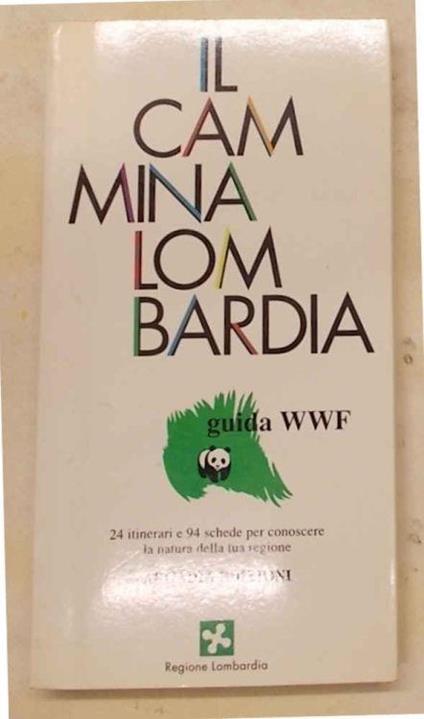 IL
CAM
MINA
LOM
BARDIA
guida WWF
24 itinerari e 94 schede per conoscere
la natura della tua regione
EDIZIONI
Regione Lombardia